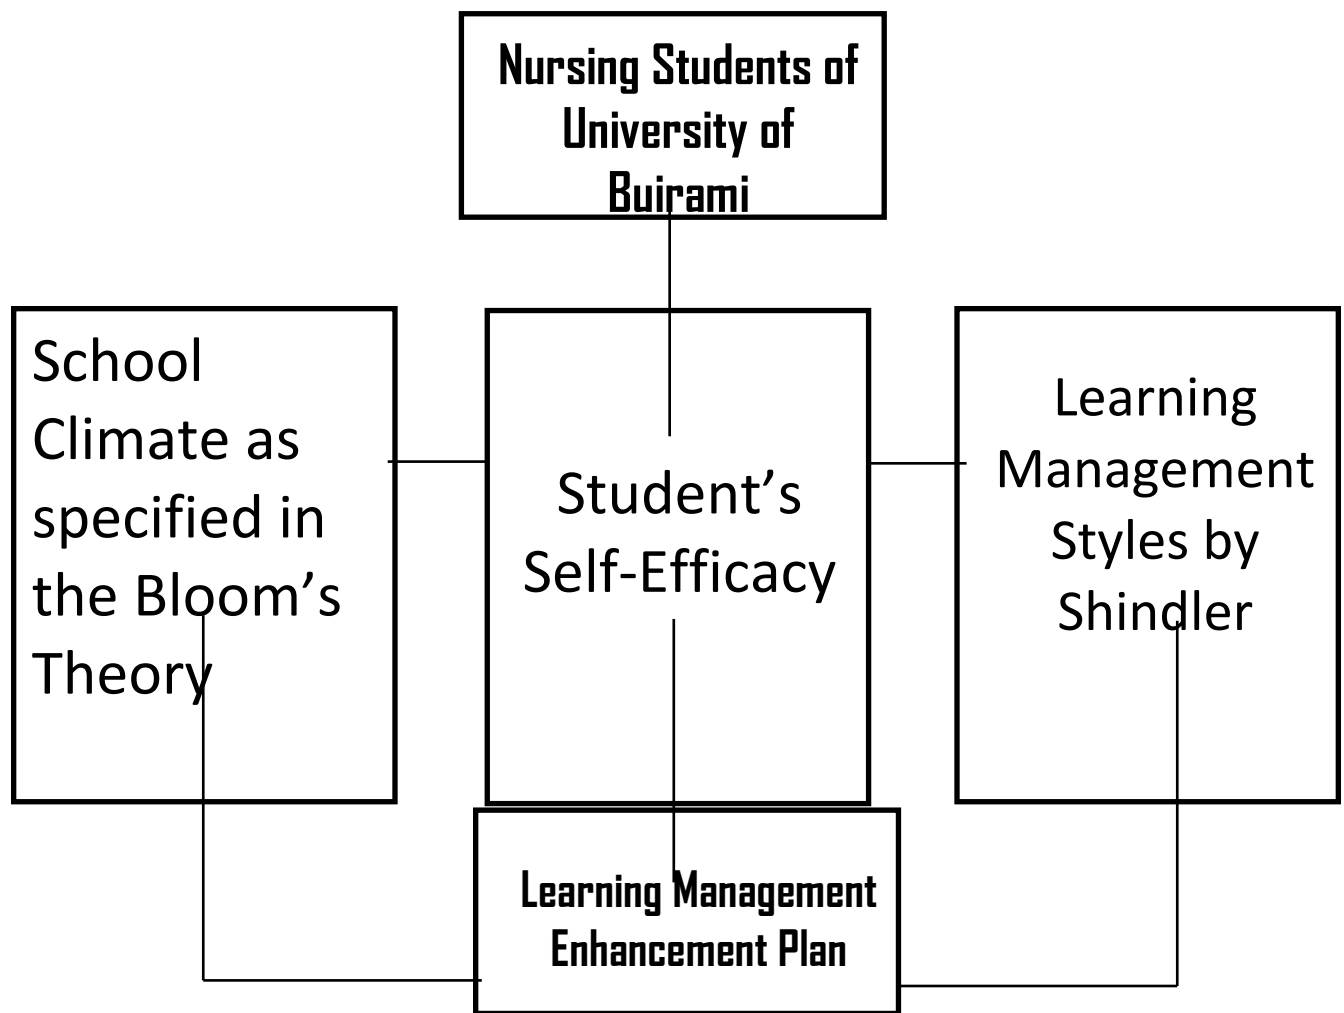 Nursing Students of
University of
Buirami
School
Climate as
specified in
the Bloom's
Theory
Student’s
Self-Efficacy
Learning
Management
Styles by
Shindler
Learning Management
Enhancement Plan